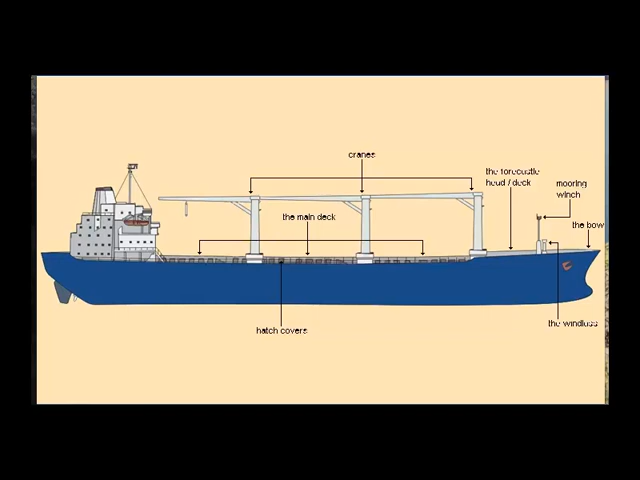 cranes
the forecastle
head / deck
mooring
winch
the main deck
the bow
the windlass
hatch covers